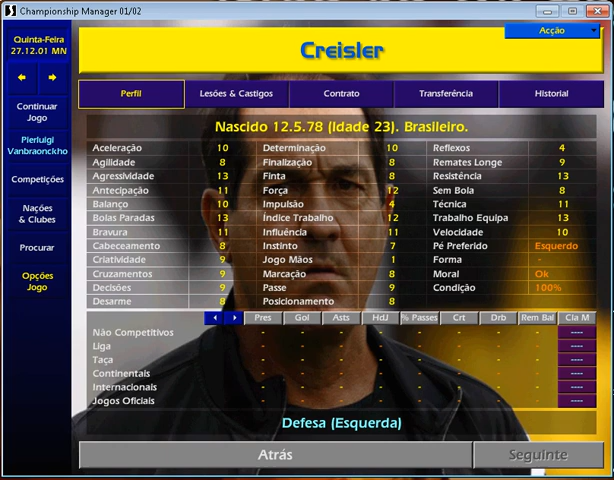 Championship Manager 01/02
Quinta-Feira
27.12.01 MN
Continuar
Jogo
Pierluigi
Vanbraonckho
Competições
Nações
& Clubes
Procurar
Opções
Jogo
Acção
Creisler
Perfil
Lesões & Castigos
Contrato
Transferência
Historial
Nascido 12.5.78 (Idade 23). Brasileiro.
Aceleração 10 Determinação 10 Reflexos 4
Agilidade 8 Finalização 8 Remates Longe 9
Agressividade 13 Finta 8 Resistência 13
Antecipação 11 Força 12 Sem Bola 8
Balanço 10 Impulsão 4 Técnica 11
Bolas Paradas 13 Índice Trabalho 12 Trabalho Equipa 13
Bravura 11 Influência 11 Velocidade 10
Cabeceamento 8 Instinto 7 Pé Preferido Esquerdo
Criatividade 9 Jogo Mãos 1 Forma -
Cruzamentos 9 Marcação 8 Moral Ok
Decisões 9 Passe 9 Condição 100%
Desarme 8 Posicionamento 8
Pres Gol Asts HdJ % Passes Crt Drb Rem Bal Cla M
Não Competitivos - - - - - - - - ----
Liga - - - - - - - - ----
Taça - - - - - - - - ----
Continentais - - - - - - - - ----
Internacionais - - - - - - - - ----
Jogos Oficiais - - - - - - - - ----
Defesa (Esquerda)
Atrás
Seguinte